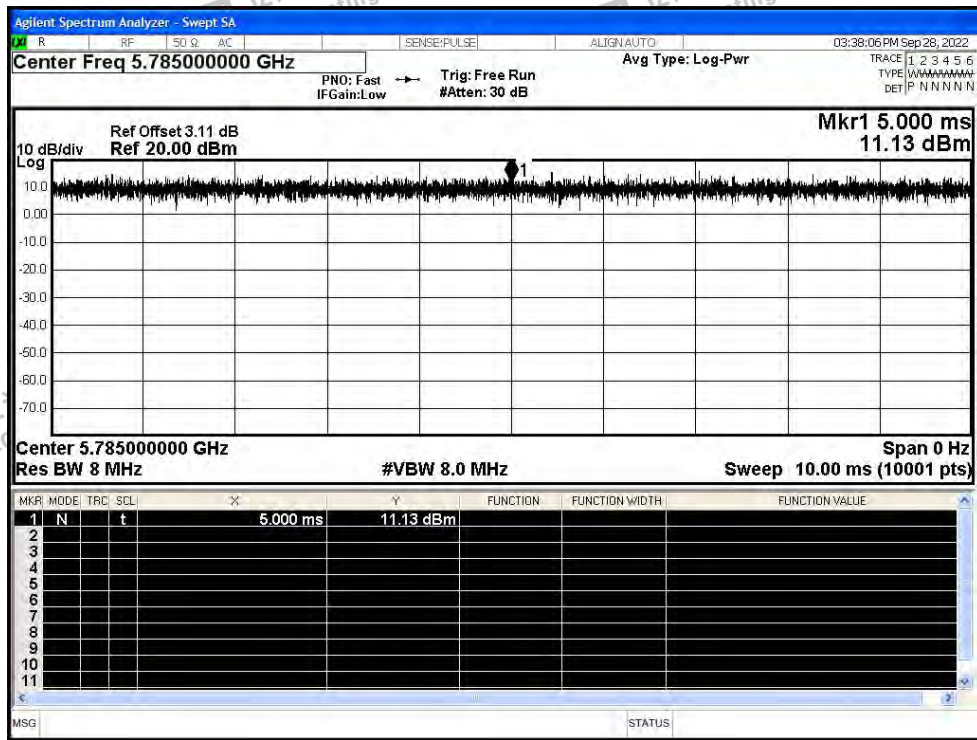 Agilent Spectrum Analyzer - Swept SA
LXI R RF 50 Ω AC SENSE:PULSE ALIGN AUTO 03:38:06 PM Sep 28, 2022
Center Freq 5.785000000 GHz
Avg Type: Log-Pwr
TRACE 1 2 3 4 5 6
PNO: Fast Trig: Free Run
TYPE WWWWWW
IFGain:Low #Atten: 30 dB
DET P N N N N N
Mkr1 5.000 ms
Ref Offset 3.11 dB
10 dB/div Ref 20.00 dBm 11.13 dBm
Log
1
10.0
0.00
-10.0
-20.0
-30.0
-40.0
-50.0
-60.0
-70.0
Center 5.785000000 GHz Span 0 Hz
Res BW 8 MHz #VBW 8.0 MHz Sweep 10.00 ms (10001 pts)
MKR MODE TRC SCL X Y FUNCTION FUNCTION WIDTH FUNCTION VALUE
1 N t 5.000 ms 11.13 dBm
2
3
4
5
6
7
8
9
10
11
MSG STATUS